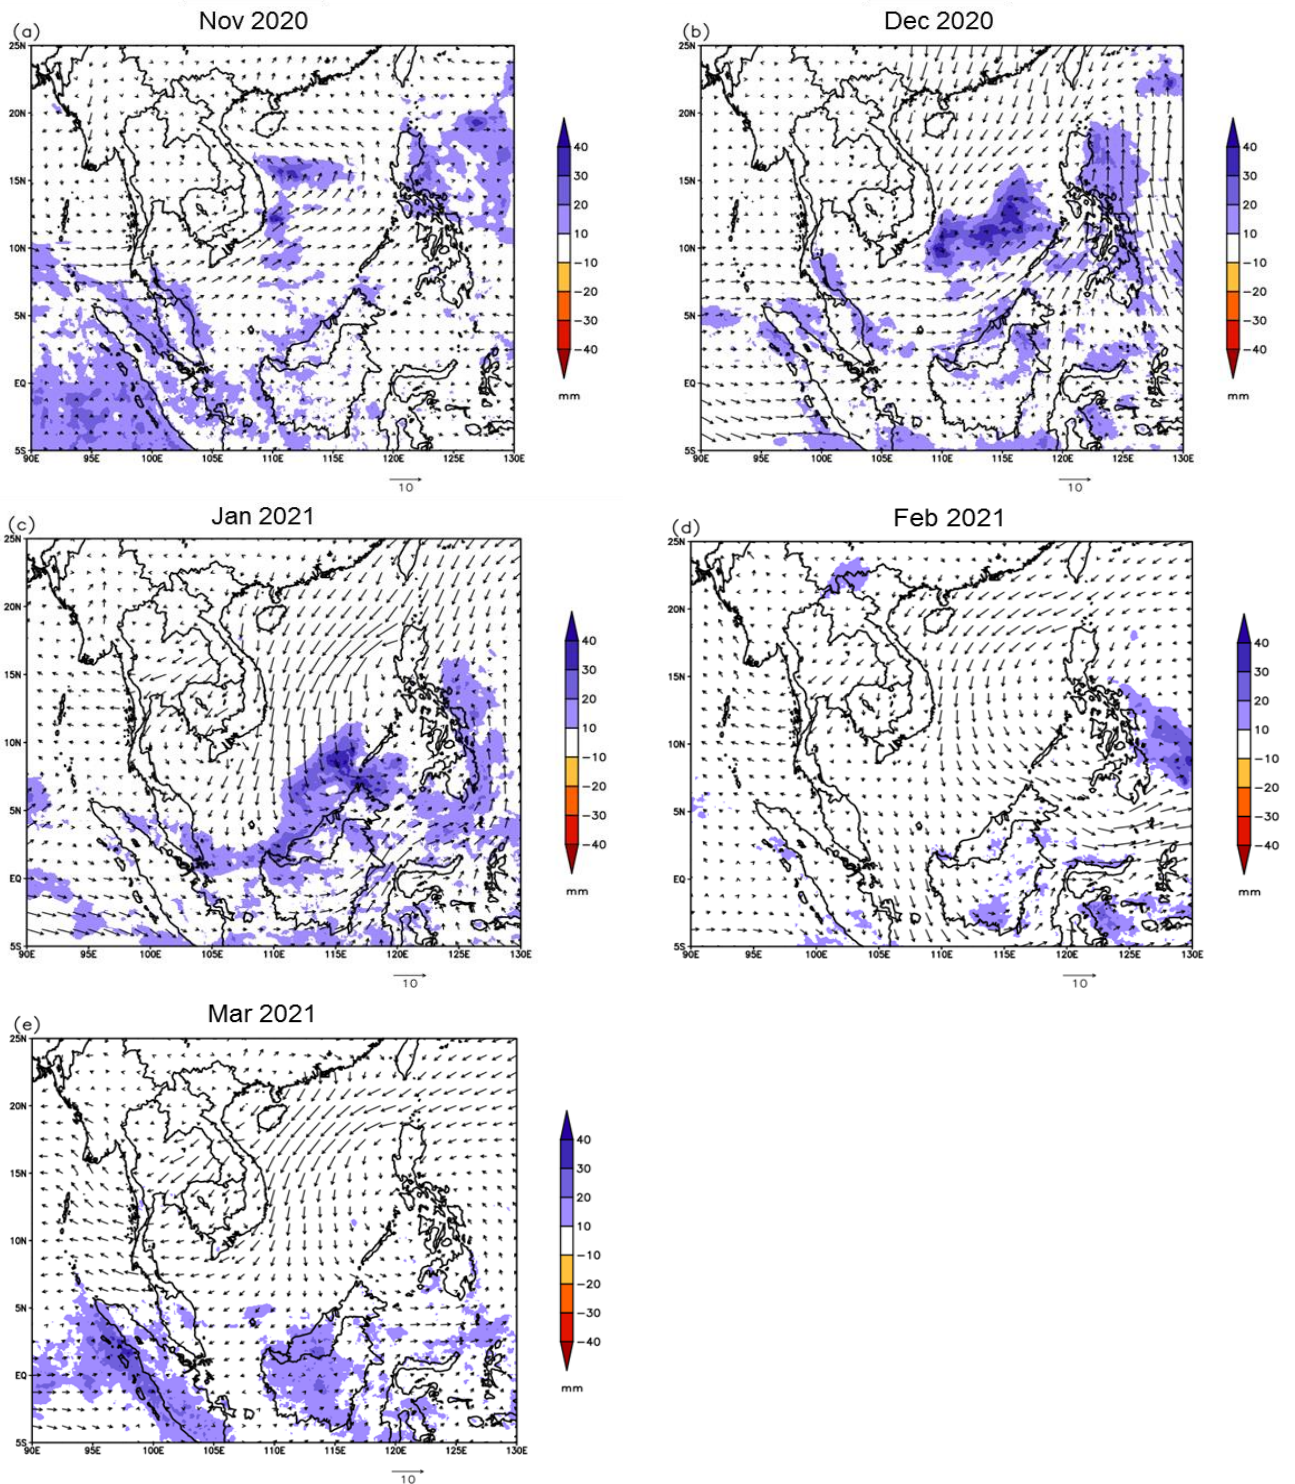 (a)
Nov 2020
25N
20N
15N
10N
5N
EQ
5S
90E 95E 100E 105E 110E 115E 120E 125E 130E
40
30
20
10
−10
−20
−30
−40
mm
10
(b)
Dec 2020
25N
20N
15N
10N
5N
EQ
5S
90E 95E 100E 105E 110E 115E 120E 125E 130E
40
30
20
10
−10
−20
−30
−40
mm
10
(c)
Jan 2021
25N
20N
15N
10N
5N
EQ
5S
90E 95E 100E 105E 110E 115E 120E 125E 130E
40
30
20
10
−10
−20
−30
−40
mm
10
(d)
Feb 2021
25N
20N
15N
10N
5N
EQ
5S
90E 95E 100E 105E 110E 115E 120E 125E 130E
40
30
20
10
−10
−20
−30
−40
mm
10
(e)
Mar 2021
25N
20N
15N
10N
5N
EQ
5S
90E 95E 100E 105E 110E 115E 120E 125E 130E
40
30
20
10
−10
−20
−30
−40
mm
10